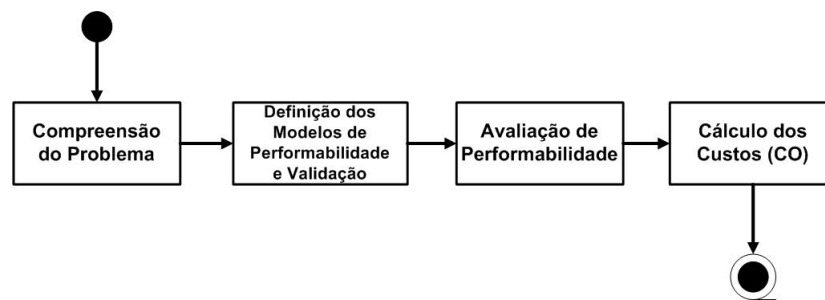 Compreensão
do Problema
Definição dos
Modelos de
Performabilidade
e Validação
Avaliação de
Performabilidade
Cálculo dos
Custos (CO)